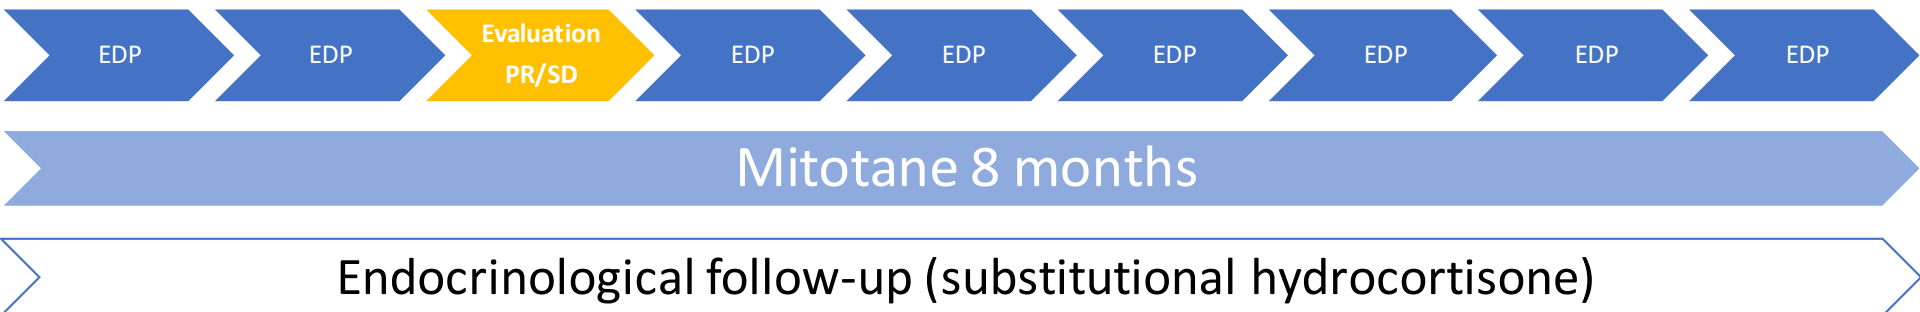 EDP
EDP
Evaluation
PR/SD
EDP
EDP
EDP
EDP
EDP
EDP
Mitotane 8 months
Endocrinological follow-up (substitutional hydrocortisone)